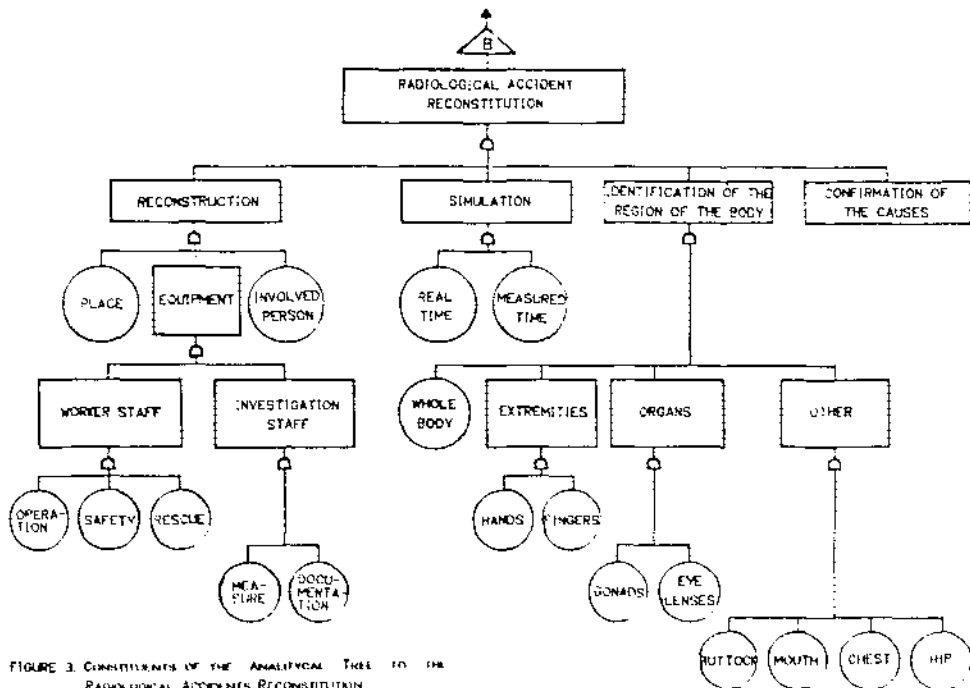 B
RADIOLOGICAL ACCIDENT
RECONSTITUTION
RECONSTRUCTION
SIMULATION
IDENTIFICATION OF THE
REGION OF THE BODY
CONFIRMATION OF
THE CAUSES
PLACE
EQUIPMENT
INVOLVED
PERSON
REAL
TIME
MEASURED
TIME
WORKER STAFF
INVESTIGATION
STAFF
WHOLE
BODY
EXTREMITIES
ORGANS
OTHER
OPERA-
TION
SAFETY
RESCUE
HANDS
FINGERS
MEA-
SURE
DOCU-
MENTA-
TION
GONADS
EYE
LENSES
BUTTOCK
MOUTH
CHEST
HIP
FIGURE 3. CONSTITUENTS OF THE ANALITYCAL TREE TO THE
RADIOLOGICAL ACCIDENTS RECONSTITUTION